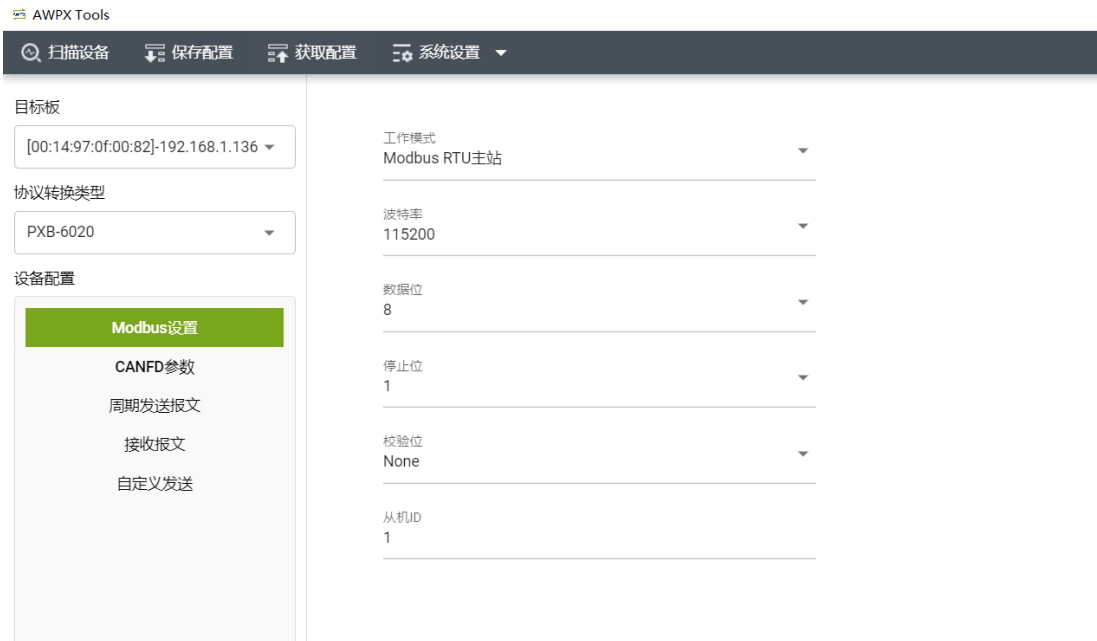 AWPX Tools
扫描设备 保存配置 获取配置 系统设置
目标板
[00:14:97:0f:00:82]-192.168.1.136
协议转换类型
PXB-6020
设备配置
Modbus设置
CANFD参数
周期发送报文
接收报文
自定义发送
工作模式
Modbus RTU主站
波特率
115200
数据位
8
停止位
1
校验位
None
从机ID
1